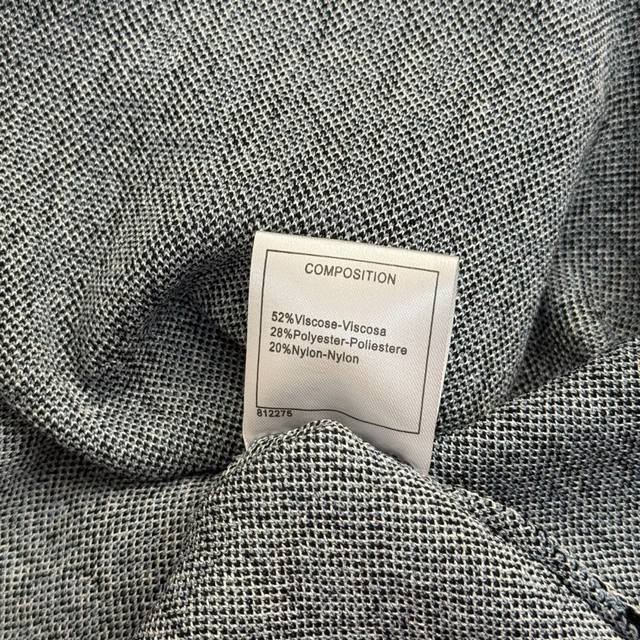 COMPOSITION
52%Viscose-Viscosa
28%Polyester-Poliestere
20%Nylon-Nylon
812275